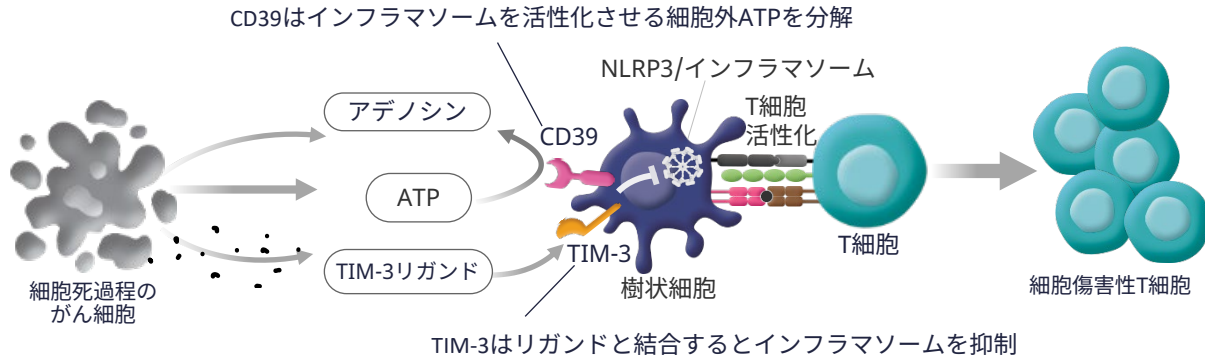 CD39はインフラマソームを活性化させる細胞外ATPを分解
NLRP3/インフラマソーム
アデノシン
CD39
T細胞
活性化
ATP
TIM-3リガンド
TIM-3
樹状細胞
T細胞
細胞死過程の
がん細胞
細胞傷害性T細胞
TIM-3はリガンドと結合するとインフラマソームを抑制